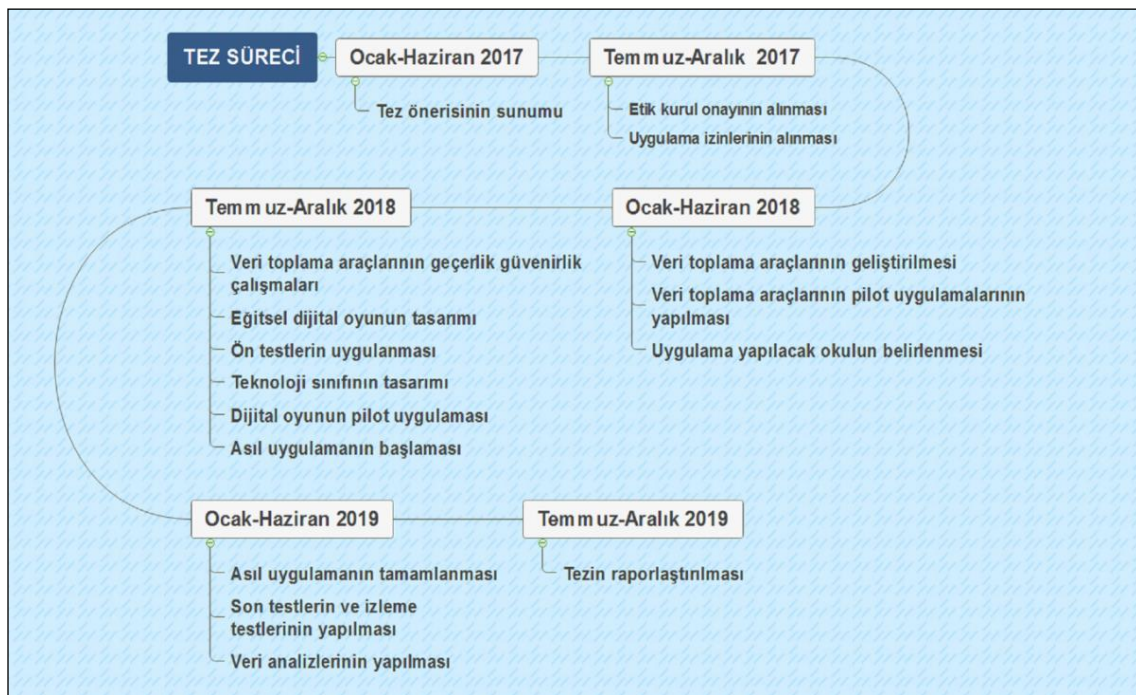 TEZ SÜRECİ
Ocak-Haziran 2017
Temmuz-Aralık 2017
Tez önerisinin sunumu
Etik kurul onayının alınması
Uygulama izinlerinin alınması
Ocak-Haziran 2018
Veri toplama araçlarının geliştirilmesi
Veri toplama araçlarının pilot uygulamalarının
yapılması
Uygulama yapılacak okulun belirlenmesi
Temmuz-Aralık 2018
Veri toplama araçlarının geçerlik güvenirlik
çalışmaları
Eğitsel dijital oyunun tasarımı
Ön testlerin uygulanması
Teknoloji sınıfının tasarımı
Dijital oyunun pilot uygulaması
Asıl uygulamanın başlaması
Ocak-Haziran 2019
Asıl uygulamanın tamamlanması
Son testlerin ve izleme
testlerinin yapılması
Veri analizlerinin yapılması
Temmuz-Aralık 2019
Tezin raporlaştırılması